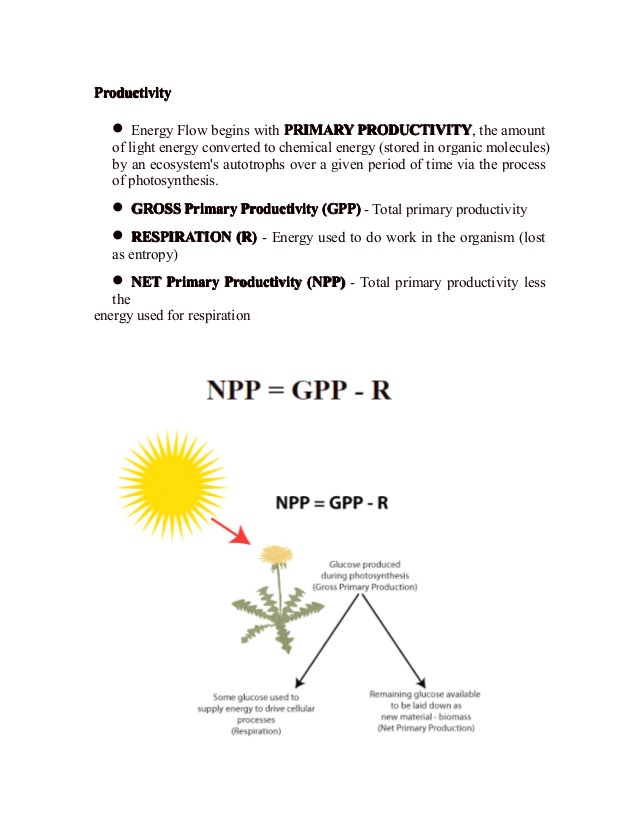 Productivity
● Energy Flow begins with PRIMARY PRODUCTIVITY, the amount
of light energy converted to chemical energy (stored in organic molecules)
by an ecosystem's autotrophs over a given period of time via the process
of photosynthesis.
● GROSS Primary Productivity (GPP) - Total primary productivity
● RESPIRATION (R) - Energy used to do work in the organism (lost
as entropy)
● NET Primary Productivity (NPP) - Total primary productivity less
the
energy used for respiration
NPP = GPP - R
NPP = GPP - R
Glucose produced
during photosynthesis
(Gross Primary Production)
Some glucose used to
supply energy to drive cellular
processes
(Respiration)
Remaining glucose available
to be laid down as
new material - biomass
(Net Primary Production)